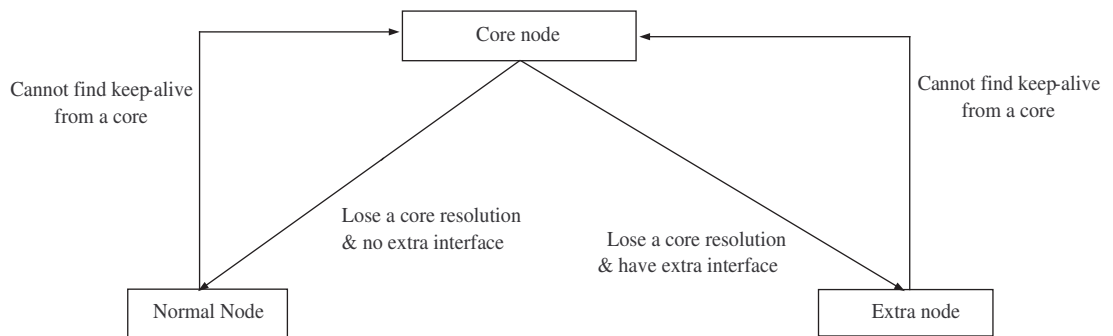 Core node
Cannot find keep-alive
from a core
Cannot find keep-alive
from a core
Lose a core resolution
& no extra interface
Lose a core resolution
& have extra interface
Normal Node
Extra node